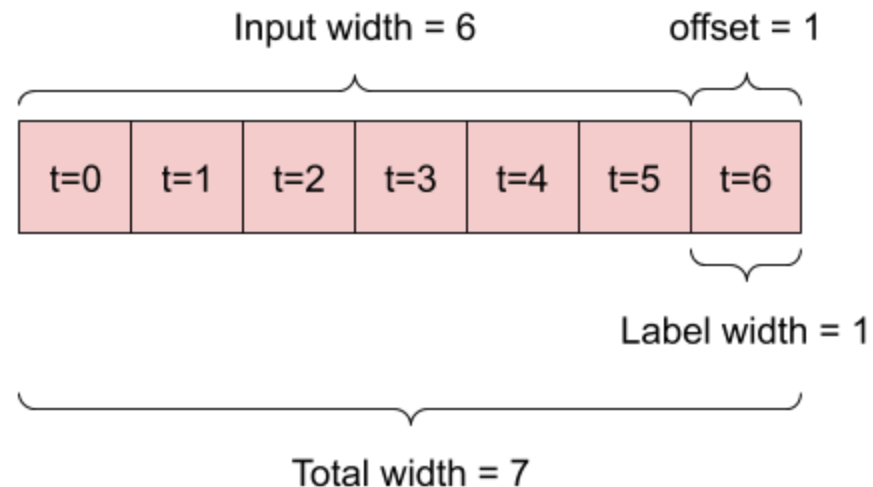 Input width = 6 offset = 1
t=0 t=1 t=2 t=3 t=4 t=5 t=6
Label width = 1
Total width = 7